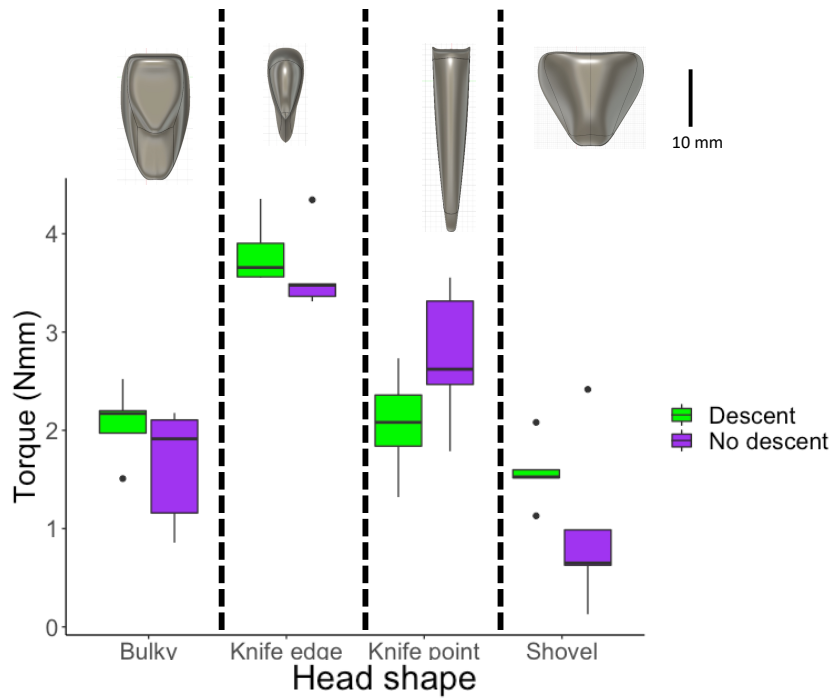 10 mm
4
3
2
1
0
Torque (Nmm)
Descent
No descent
Bulky
Knife edge
Knife point
Shovel
Head shape